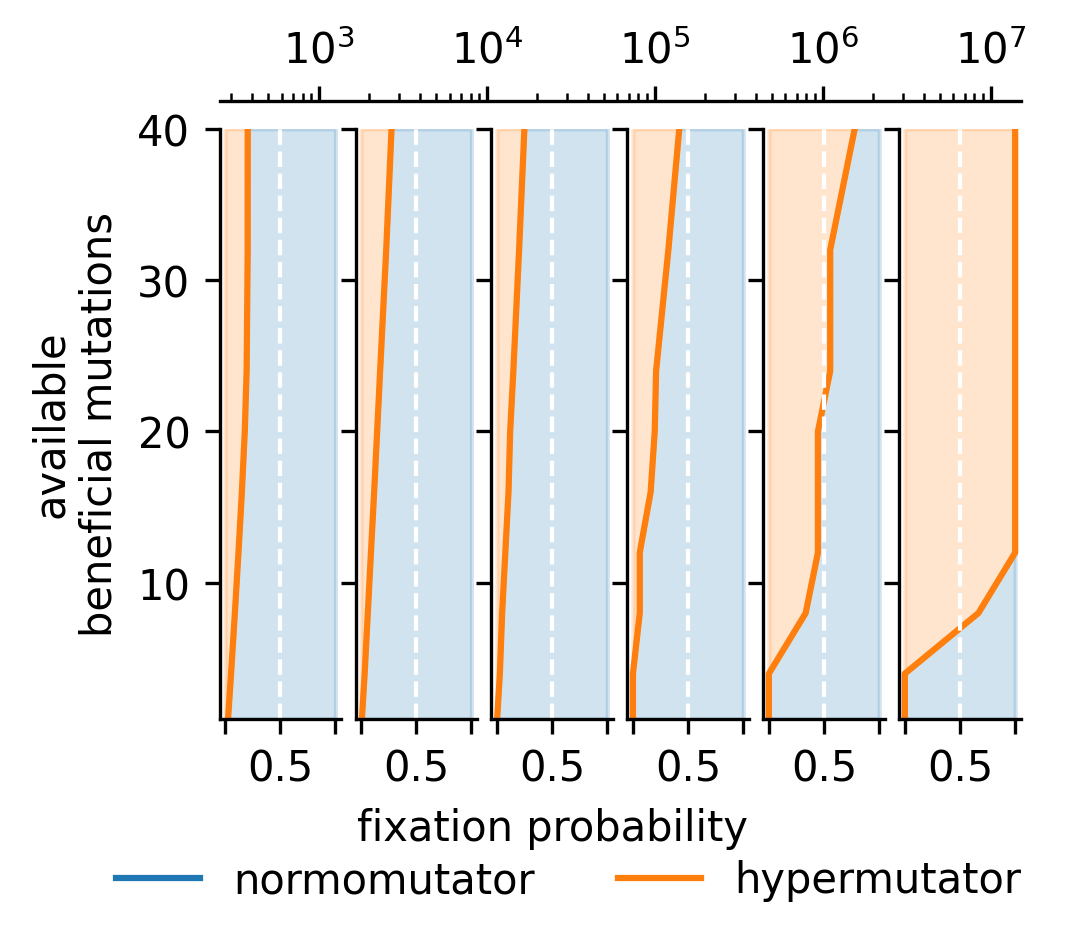 10³ 10⁴ 10⁵ 10⁶ 10⁷
40
30
20
10
available
beneficial mutations
0.5 0.5 0.5 0.5 0.5 0.5
fixation probability
normomutator hypermutator